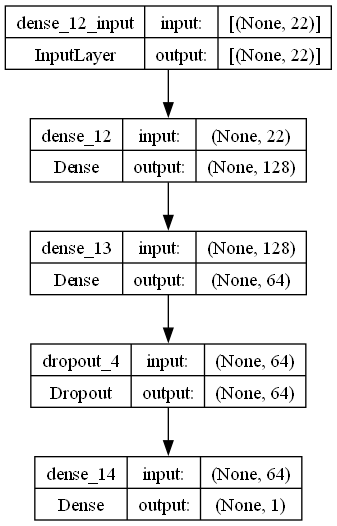 dense_12_input input: [(None, 22)]
InputLayer output: [(None, 22)]
dense_12 input: (None, 22)
Dense output: (None, 128)
dense_13 input: (None, 128)
Dense output: (None, 64)
dropout_4 input: (None, 64)
Dropout output: (None, 64)
dense_14 input: (None, 64)
Dense output: (None, 1)